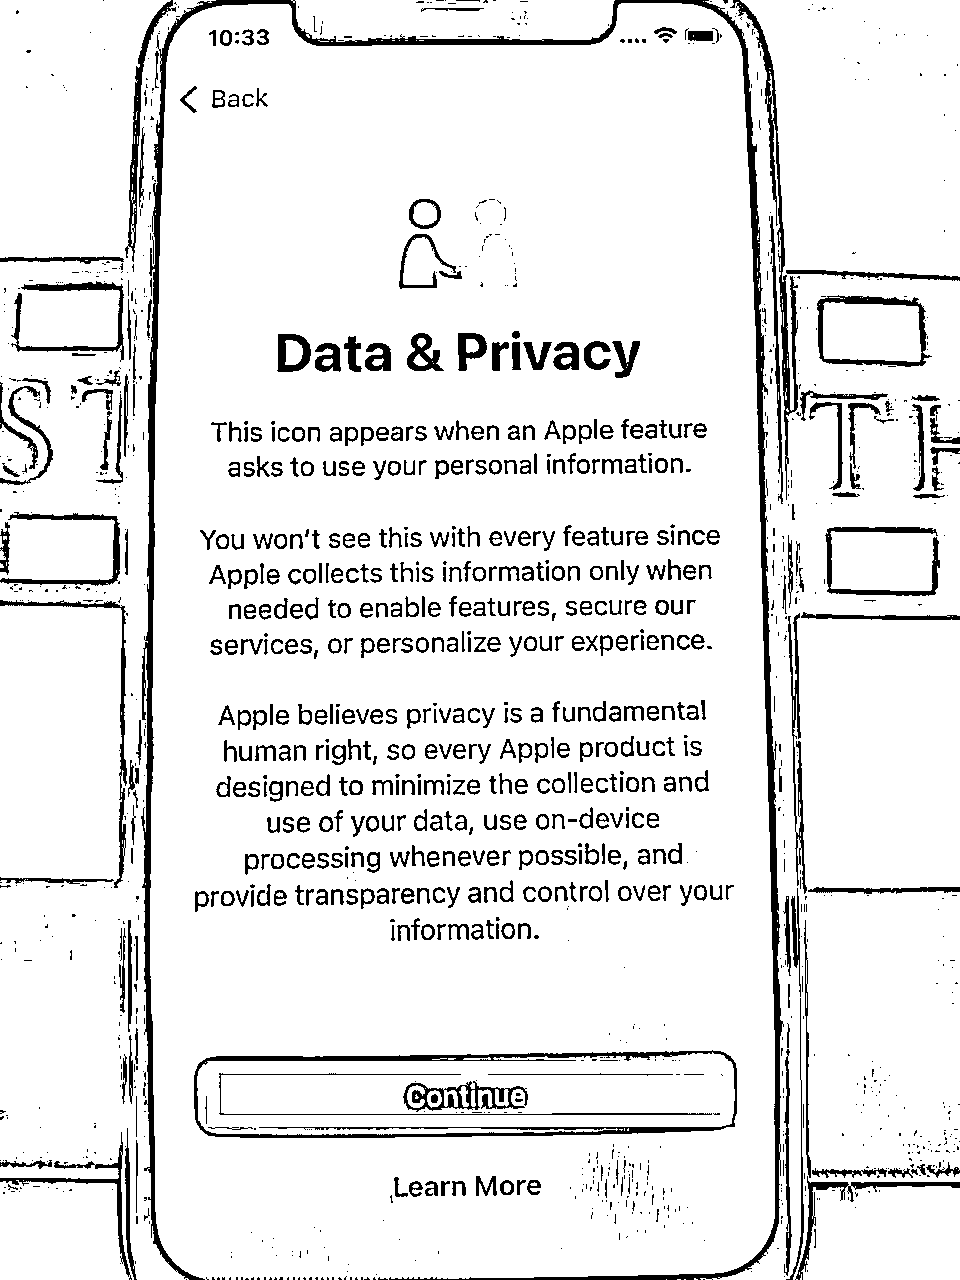 10:33
Back
Data & Privacy
This icon appears when an Apple feature
asks to use your personal information.
You won't see this with every feature since
Apple collects this information only when
needed to enable features, secure our
services, or personalize your experience.
Apple believes privacy is a fundamental
human right, so every Apple product is
designed to minimize the collection and
use of your data, use on-device
processing whenever possible, and
provide transparency and control over your
information.
Continue
Learn More
ST
TH